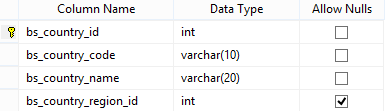 Column Name Data Type Allow Nulls
bs_country_id int
bs_country_code varchar(10)
bs_country_name varchar(20)
bs_country_region_id int